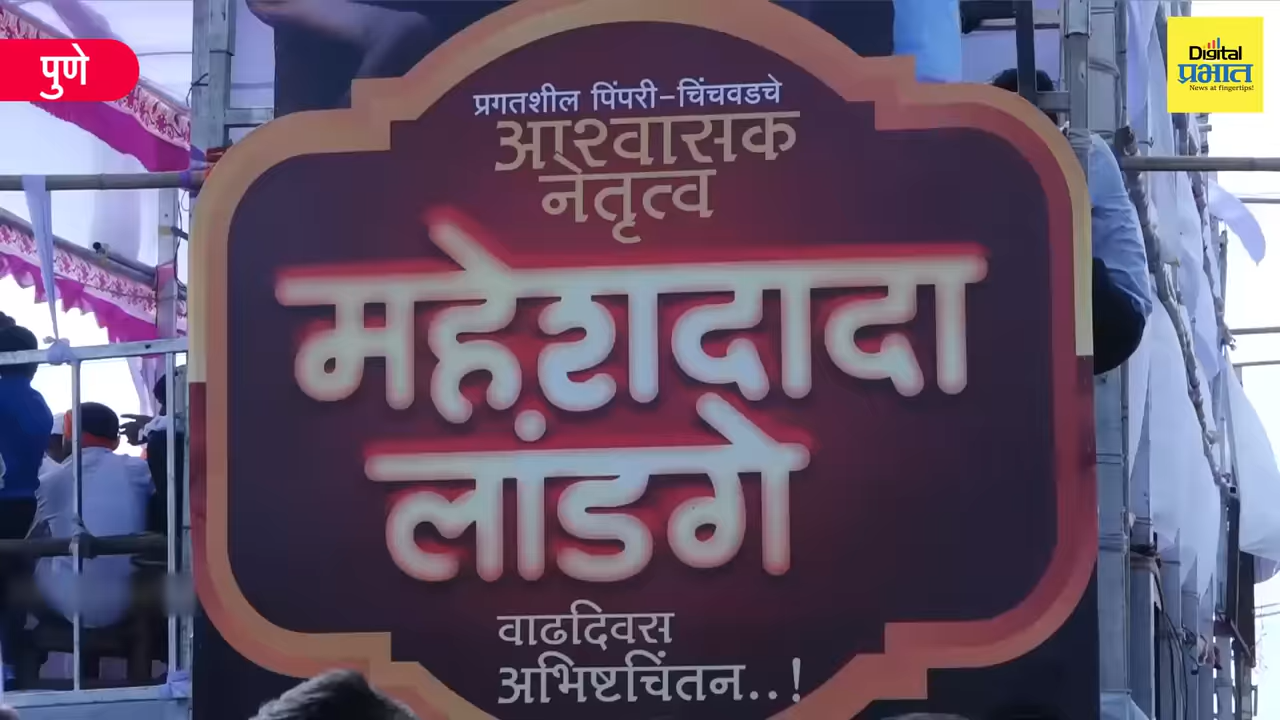 पुणे
Digital
प्रभात
News at fingertips!
प्रगतशील पिंपरी-चिंचवडचे
आश्वासक
नेतृत्व
महेशदादा
लांडगे
वाढदिवस
अभिष्टचिंतन..!